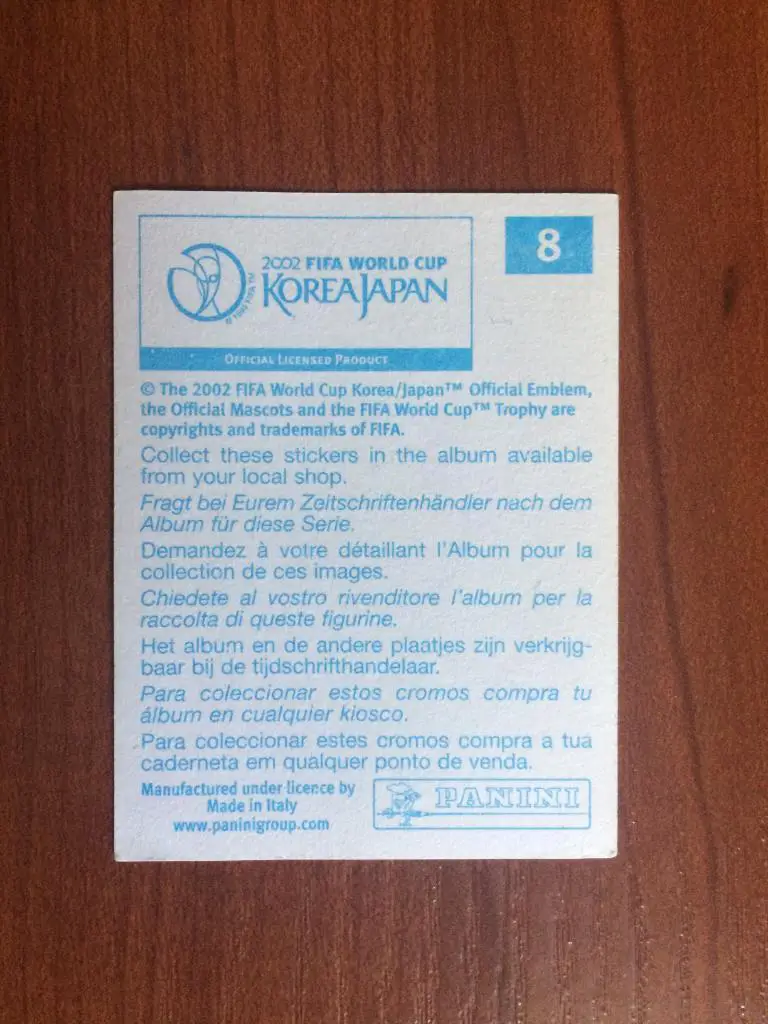 8
2002 FIFA WORLD CUP
KOREAJAPAN
OFFICIAL LICENSED PRODUCT
© The 2002 FIFA World Cup Korea/Japan™ Official Emblem,
the Official Mascots and the FIFA World Cup™ Trophy are
copyrights and trademarks of FIFA.
Collect these stickers in the album available
from your local shop.
Fragt bei Eurem Zeitschriftenhändler nach dem
Album für diese Serie.
Demandez à votre détaillant l'Album pour la
collection de ces images.
Chiedete al vostro rivenditore l'album per la
raccolta di queste figurine.
Het album en de andere plaatjes zijn verkrijg-
baar bij de tijdschrifthandelaar.
Para coleccionar estos cromos compra tu
álbum en cualquier kiosco.
Para coleccionar estes cromos compra a tua
caderneta em qualquer ponto de venda.
Manufactured under licence by
Made in Italy
www.paninigroup.com
PANINI